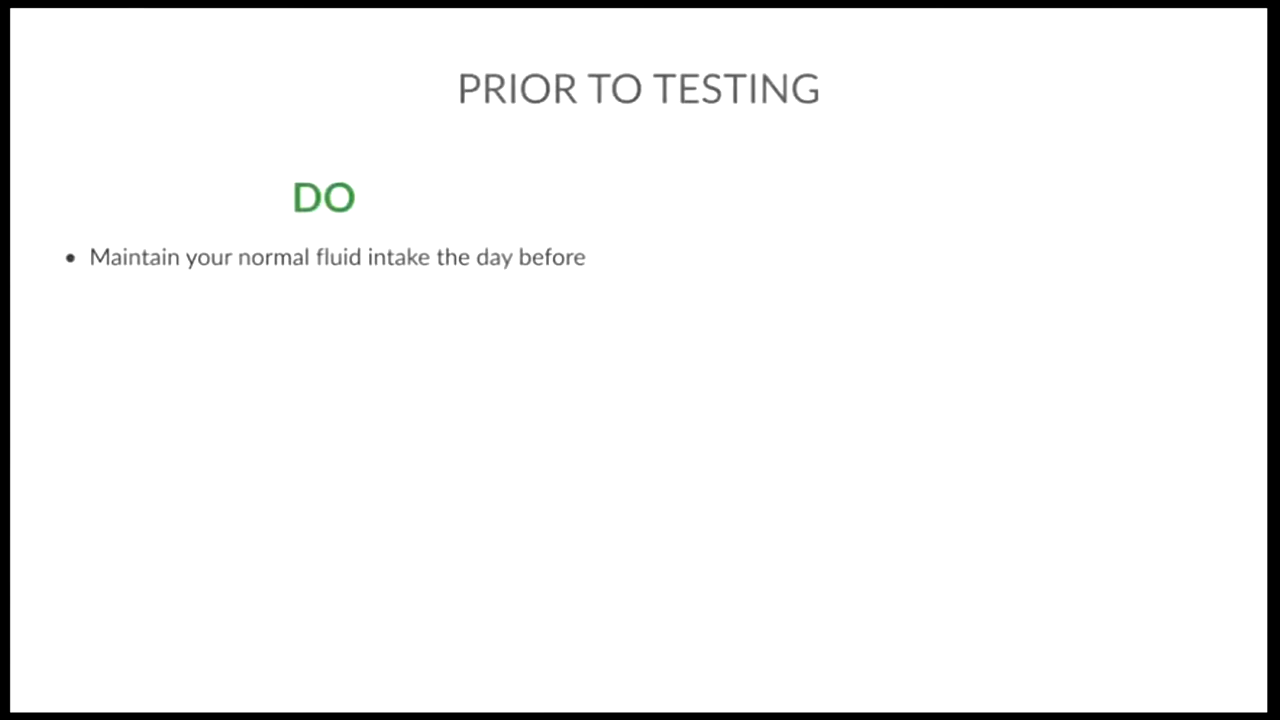 PRIOR TO TESTING
DO
• Maintain your normal fluid intake the day before